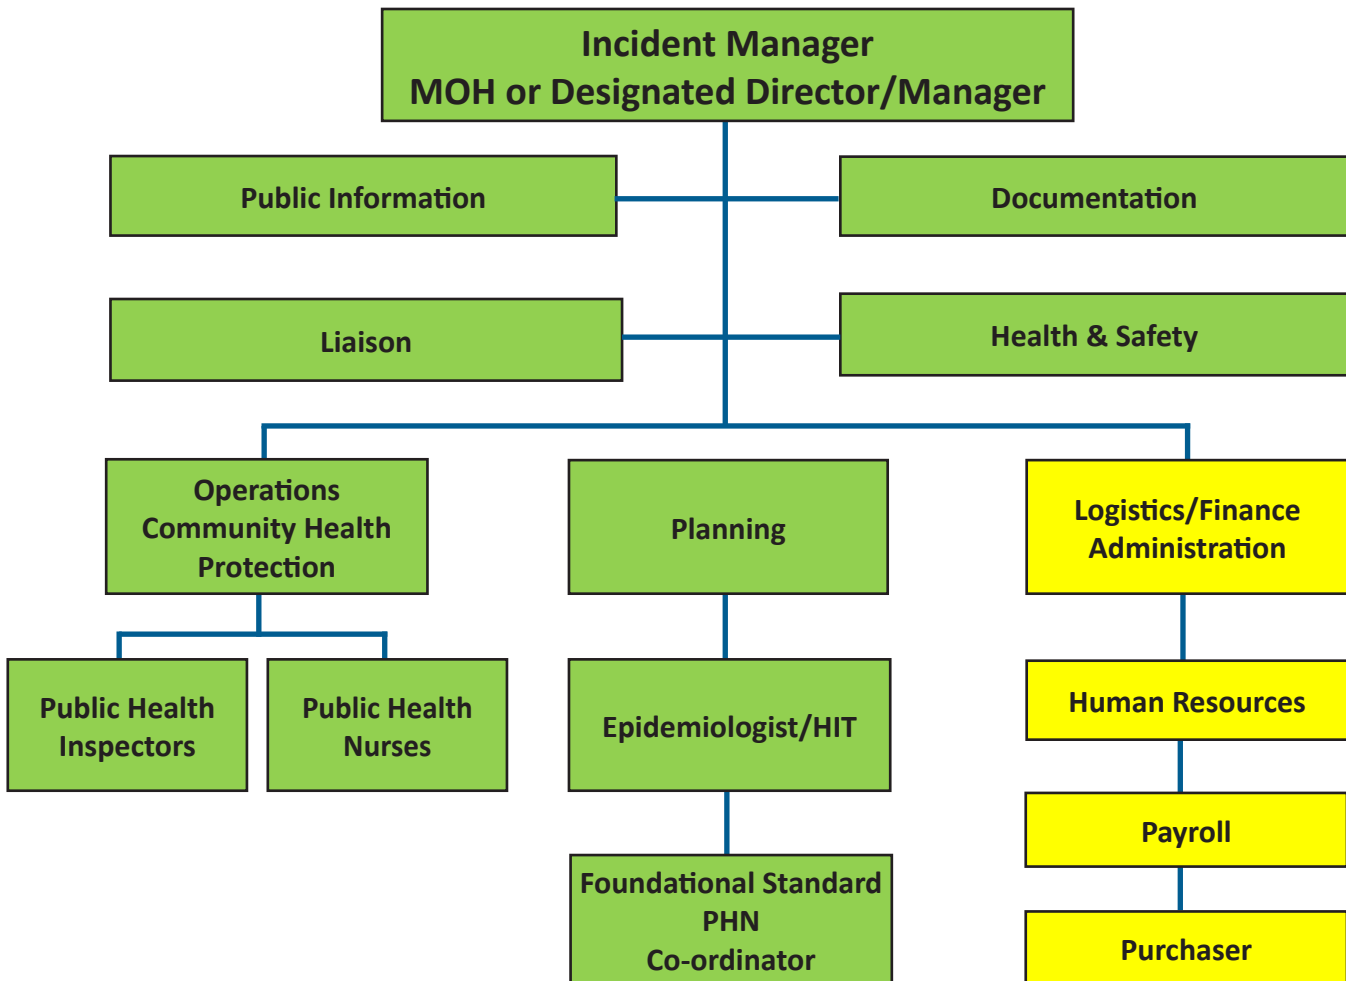 Incident Manager
MOH or Designated Director/Manager
Public Information
Documentation
Liaison
Health & Safety
Operations
Community Health
Protection
Planning
Logistics/Finance
Administration
Public Health
Inspectors
Public Health
Nurses
Epidemiologist/HIT
Human Resources
Payroll
Foundational Standard
PHN
Co-ordinator
Purchaser